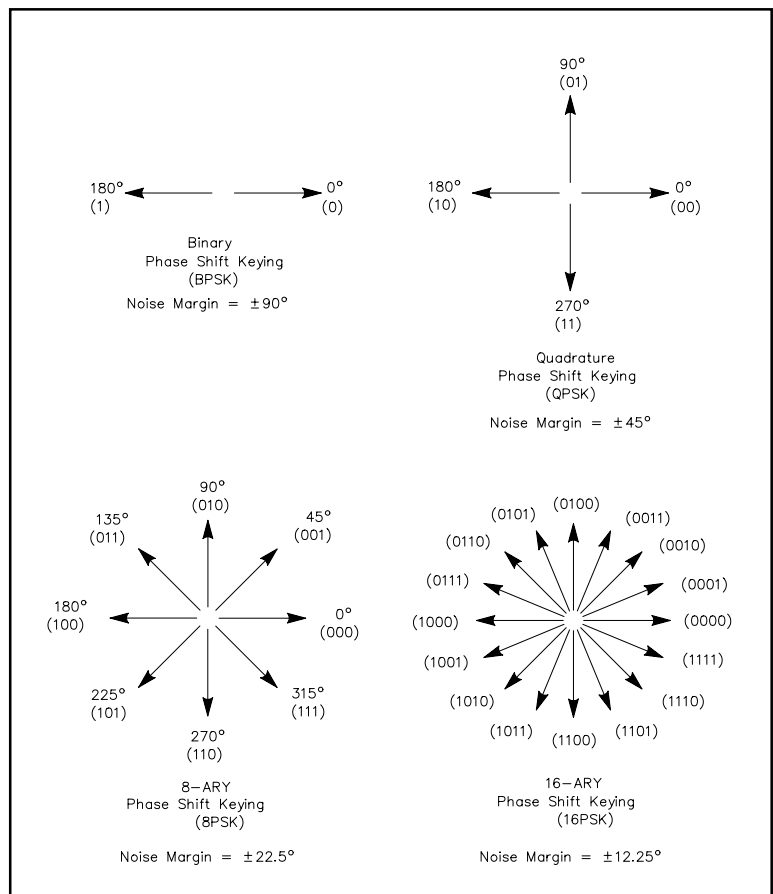 180°
(1)
0°
(0)
Binary
Phase Shift Keying
(BPSK)
Noise Margin = ±90°
90°
(01)
180°
(10)
0°
(00)
270°
(11)
Quadrature
Phase Shift Keying
(QPSK)
Noise Margin = ±45°
90°
(010)
135°
(011)
45°
(001)
180°
(100)
0°
(000)
225°
(101)
315°
(111)
270°
(110)
8-ARY
Phase Shift Keying
(8PSK)
Noise Margin = ±22.5°
(0100)
(0101)
(0011)
(0110)
(0010)
(0111)
(0001)
(1000)
(0000)
(1001)
(1111)
(1010)
(1110)
(1011)
(1101)
(1100)
16-ARY
Phase Shift Keying
(16PSK)
Noise Margin = ±12.25°